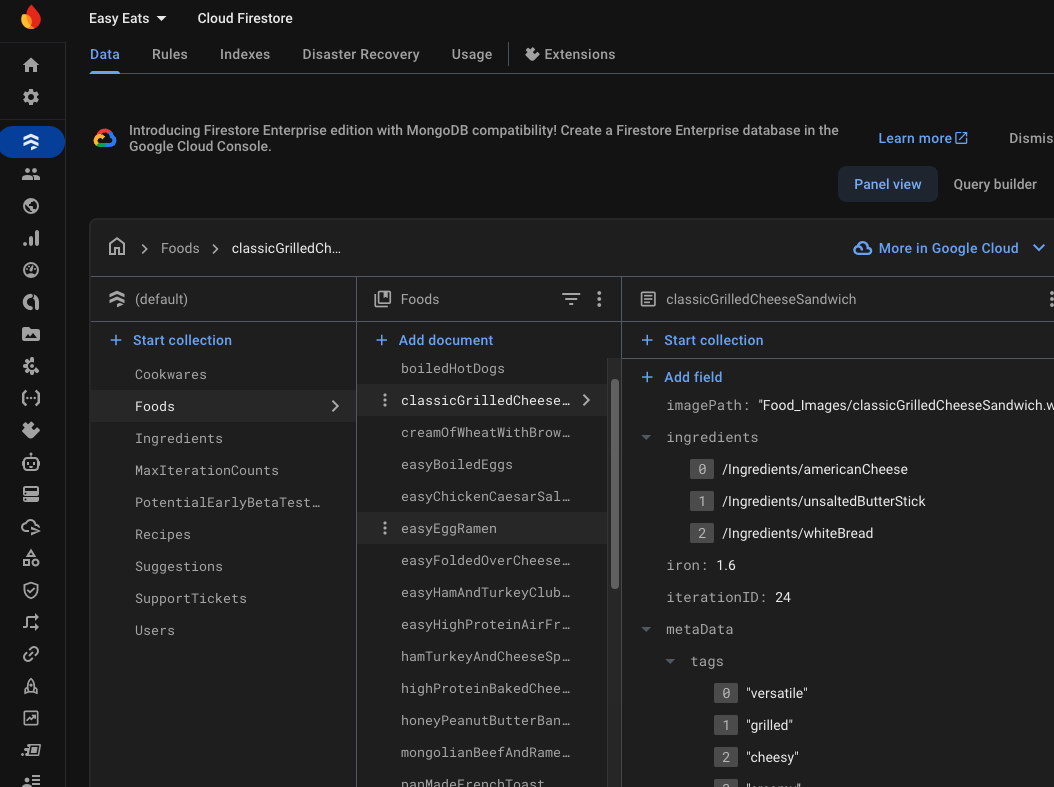 Easy Eats
Cloud Firestore
Data
Rules
Indexes
Disaster Recovery
Usage
Extensions
Introducing Firestore Enterprise edition with MongoDB compatibility! Create a Firestore Enterprise database in the
Google Cloud Console.
Learn more
Dismis
Panel view
Query builder
Foods
classicGrilledCh…
More in Google Cloud
(default)
Start collection
Cookwares
Foods
Ingredients
MaxIterationCounts
PotentialEarlyBetaTest…
Recipes
Suggestions
SupportTickets
Users
Foods
Add document
boiledHotDogs
classicGrilledCheese…
creamOfWheatWithBrow…
easyBoiledEggs
easyChickenCaesarSal…
easyEggRamen
easyFoldedOverCheese…
easyHamAndTurkeyClub…
easyHighProteinAirFr…
hamTurkeyAndCheeseSp…
highProteinBakedChee…
honeyPeanutButterBan…
mongolianBeefAndRame…
panMadeFrenchToast
classicGrilledCheeseSandwich
Start collection
Add field
imagePath: "Food_Images/classicGrilledCheeseSandwich.w
ingredients
0 /Ingredients/americanCheese
1 /Ingredients/unsaltedButterStick
2 /Ingredients/whiteBread
iron: 1.6
iterationID: 24
metaData
tags
0 "versatile"
1 "grilled"
2 "cheesy"